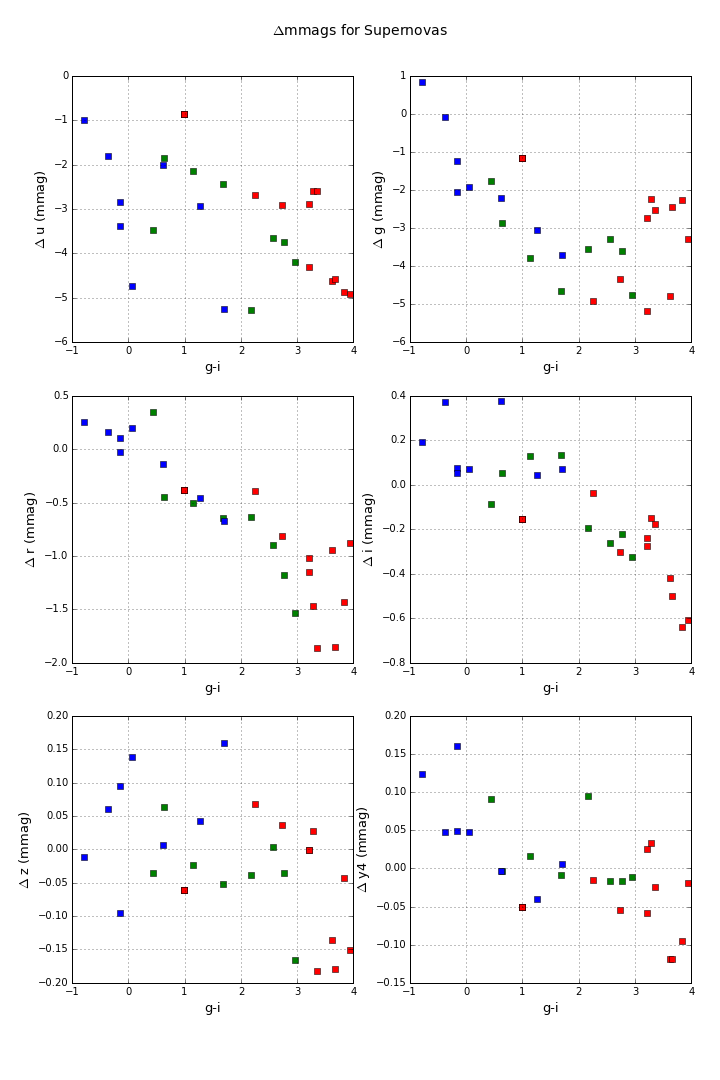 Δmmags for Supernovas
0
−1
−2
−3
−4
−5
−6
Δ u (mmag)
−1 0 1 2 3 4
g-i
1
0
−1
−2
−3
−4
−5
−6
Δ g (mmag)
−1 0 1 2 3 4
g-i
0.5
0.0
−0.5
−1.0
−1.5
−2.0
Δ r (mmag)
−1 0 1 2 3 4
g-i
0.4
0.2
0.0
−0.2
−0.4
−0.6
−0.8
Δ i (mmag)
−1 0 1 2 3 4
g-i
0.20
0.15
0.10
0.05
0.00
−0.05
−0.10
−0.15
−0.20
Δ z (mmag)
−1 0 1 2 3 4
g-i
0.20
0.15
0.10
0.05
0.00
−0.05
−0.10
−0.15
Δ y4 (mmag)
−1 0 1 2 3 4
g-i